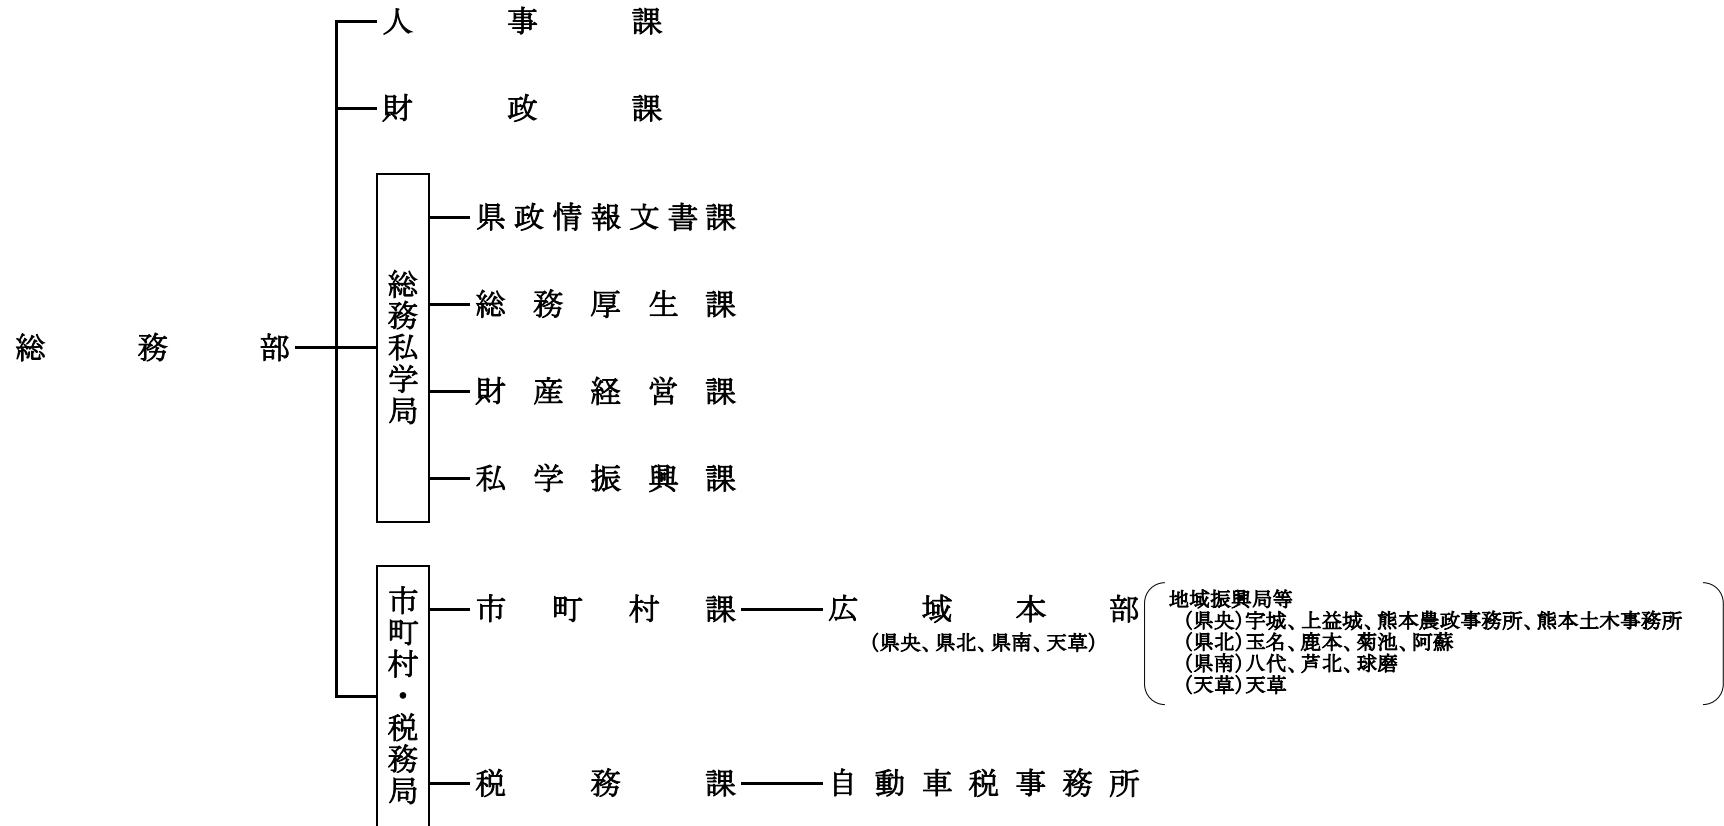 総務部
人事課
財政課
総務私学局
県政情報文書課
総務厚生課
財産経営課
私学振興課
市町村・税務局
市町村課
広域本部
（県央、県北、県南、天草）
地域振興局等
（県央）宇城、上益城、熊本農政事務所、熊本土木事務所
（県北）玉名、鹿本、菊池、阿蘇
（県南）八代、芦北、球磨
（天草）天草
税務課
自動車税事務所